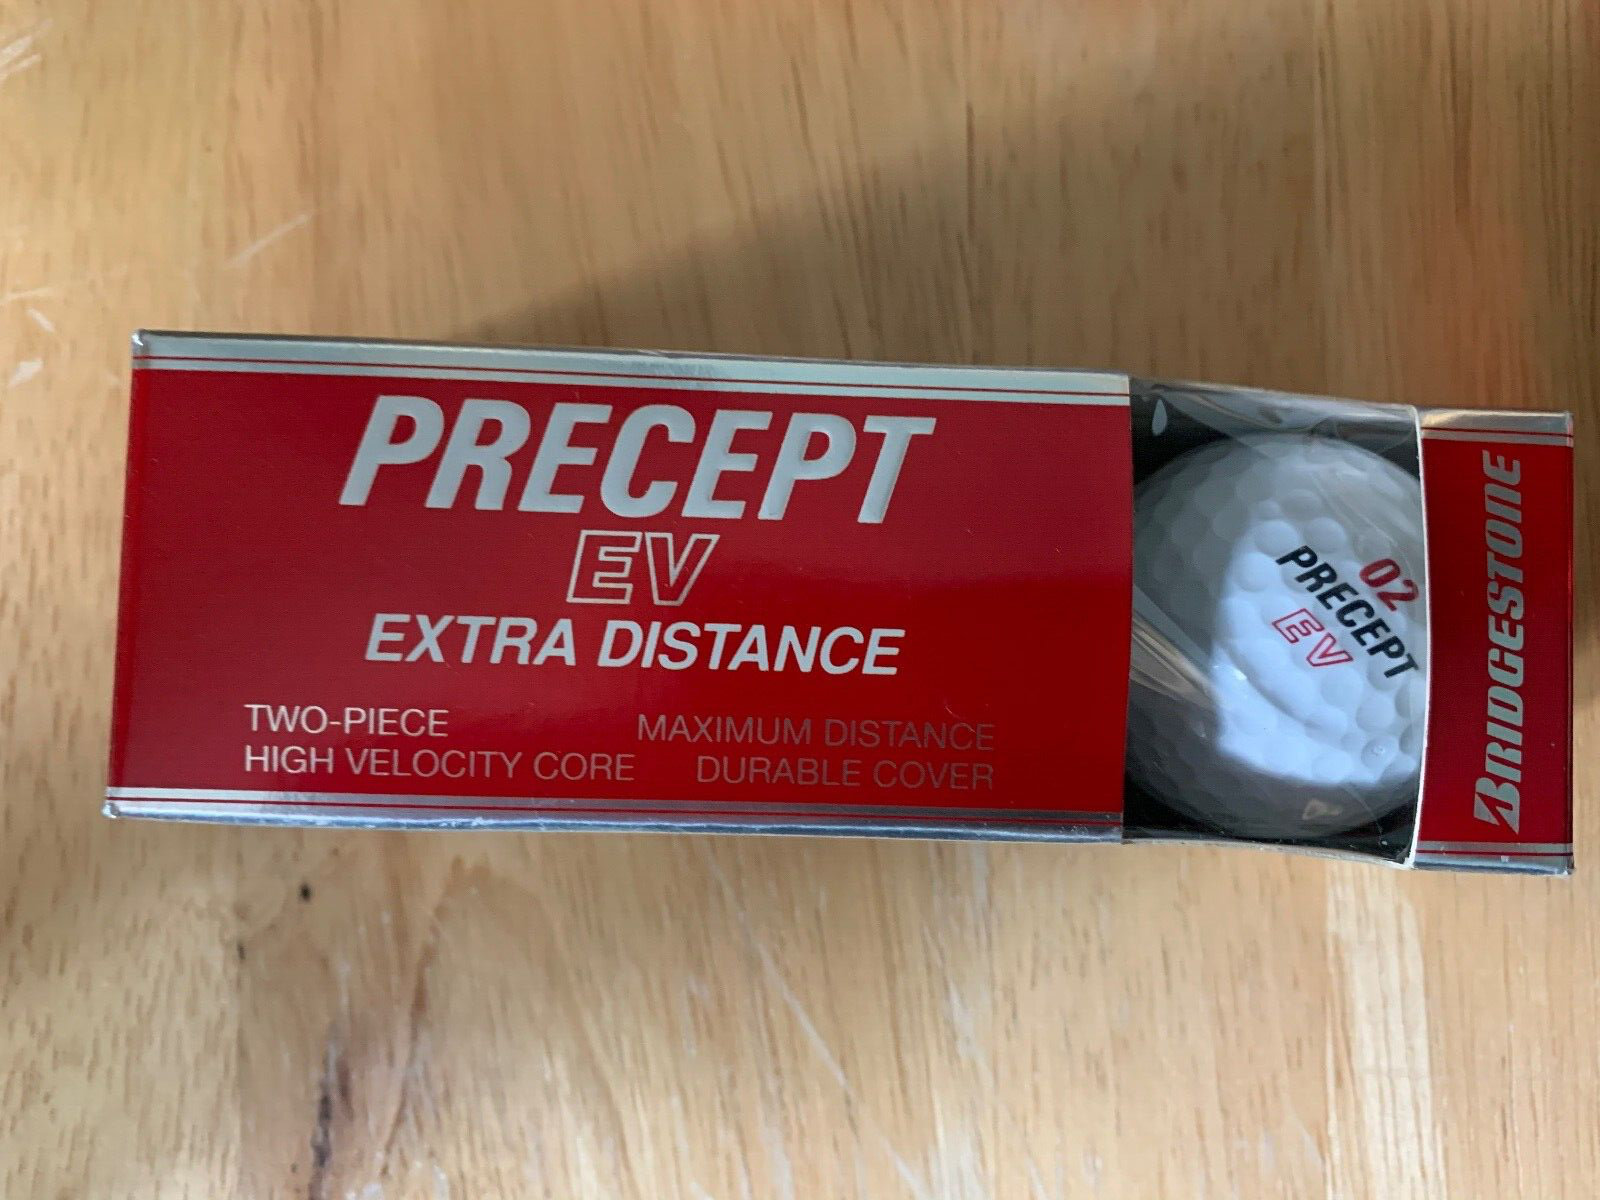 PRECEPT
EV
EXTRA DISTANCE
TWO-PIECE
HIGH VELOCITY CORE
MAXIMUM DISTANCE
DURABLE COVER
02
PRECEPT
EV
BRIDGESTONE